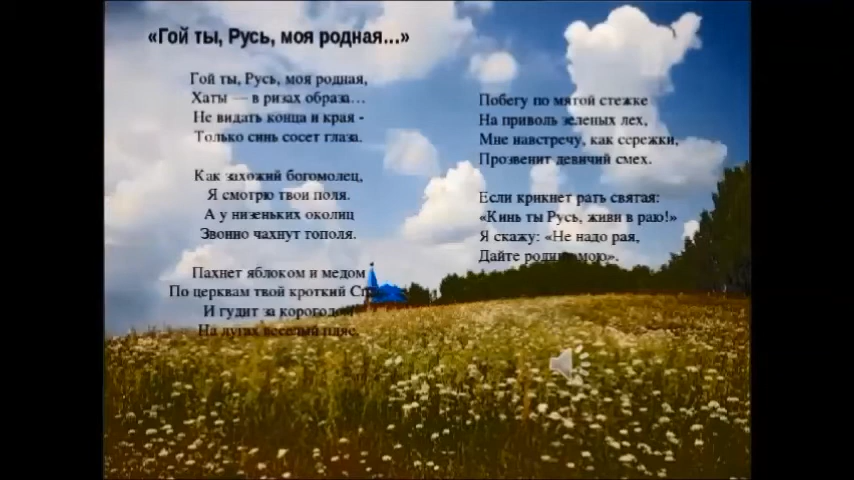 «Гой ты, Русь, моя родная...»
Гой ты, Русь, моя родная,
Хаты — в ризах образа...
Не видать конца и края -
Только синь сосет глаза.
Как захожий богомолец,
Я смотрю твои поля.
А у низеньких околиц
Звонно чахнут тополя.
Пахнет яблоком и медом
По церквам твой кроткий Спас.
И гудит за корогодом
На лугах веселый пляс.
Побегу по мятой стежке
На приволь зеленых лех,
Мне навстречу, как сережки,
Прозвенит девичий смех.
Если крикнет рать святая:
«Кинь ты Русь, живи в раю!»
Я скажу: «Не надо рая,
Дайте родину мою».